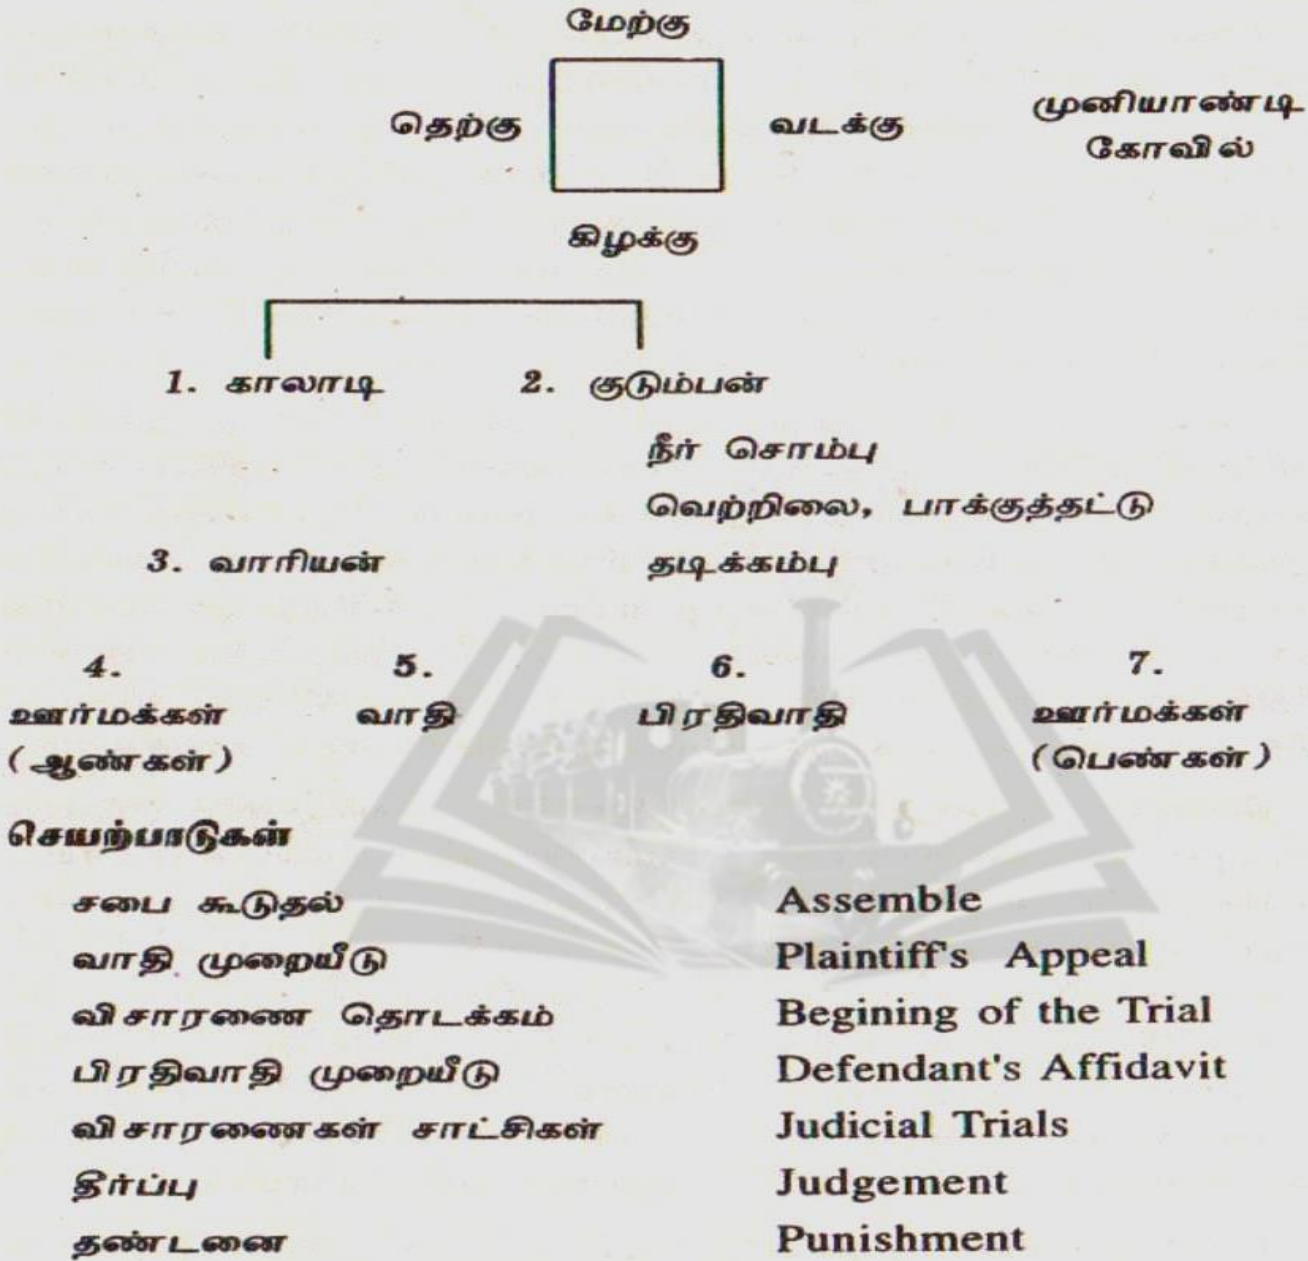 மேற்கு
தெற்கு வடக்கு முனியாண்டி
கோவில்
கிழக்கு
1. காலாடி 2. குடும்பன்
நீர் சொம்பு
வெற்றிலை, பாக்குத்தட்டு
3. வாரியன் தடிக்கம்பு
4. 5. 6. 7.
ஊர்மக்கள் வாதி பிரதிவாதி ஊர்மக்கள்
(ஆண்கள்) (பெண்கள்)
செயற்பாடுகள்
சபை கூடுதல் Assemble
வாதி முறையீடு Plaintiff's Appeal
விசாரணை தொடக்கம் Begining of the Trial
பிரதிவாதி முறையீடு Defendant's Affidavit
விசாரணைகள் சாட்சிகள் Judicial Trials
தீர்ப்பு Judgement
தண்டனை Punishment